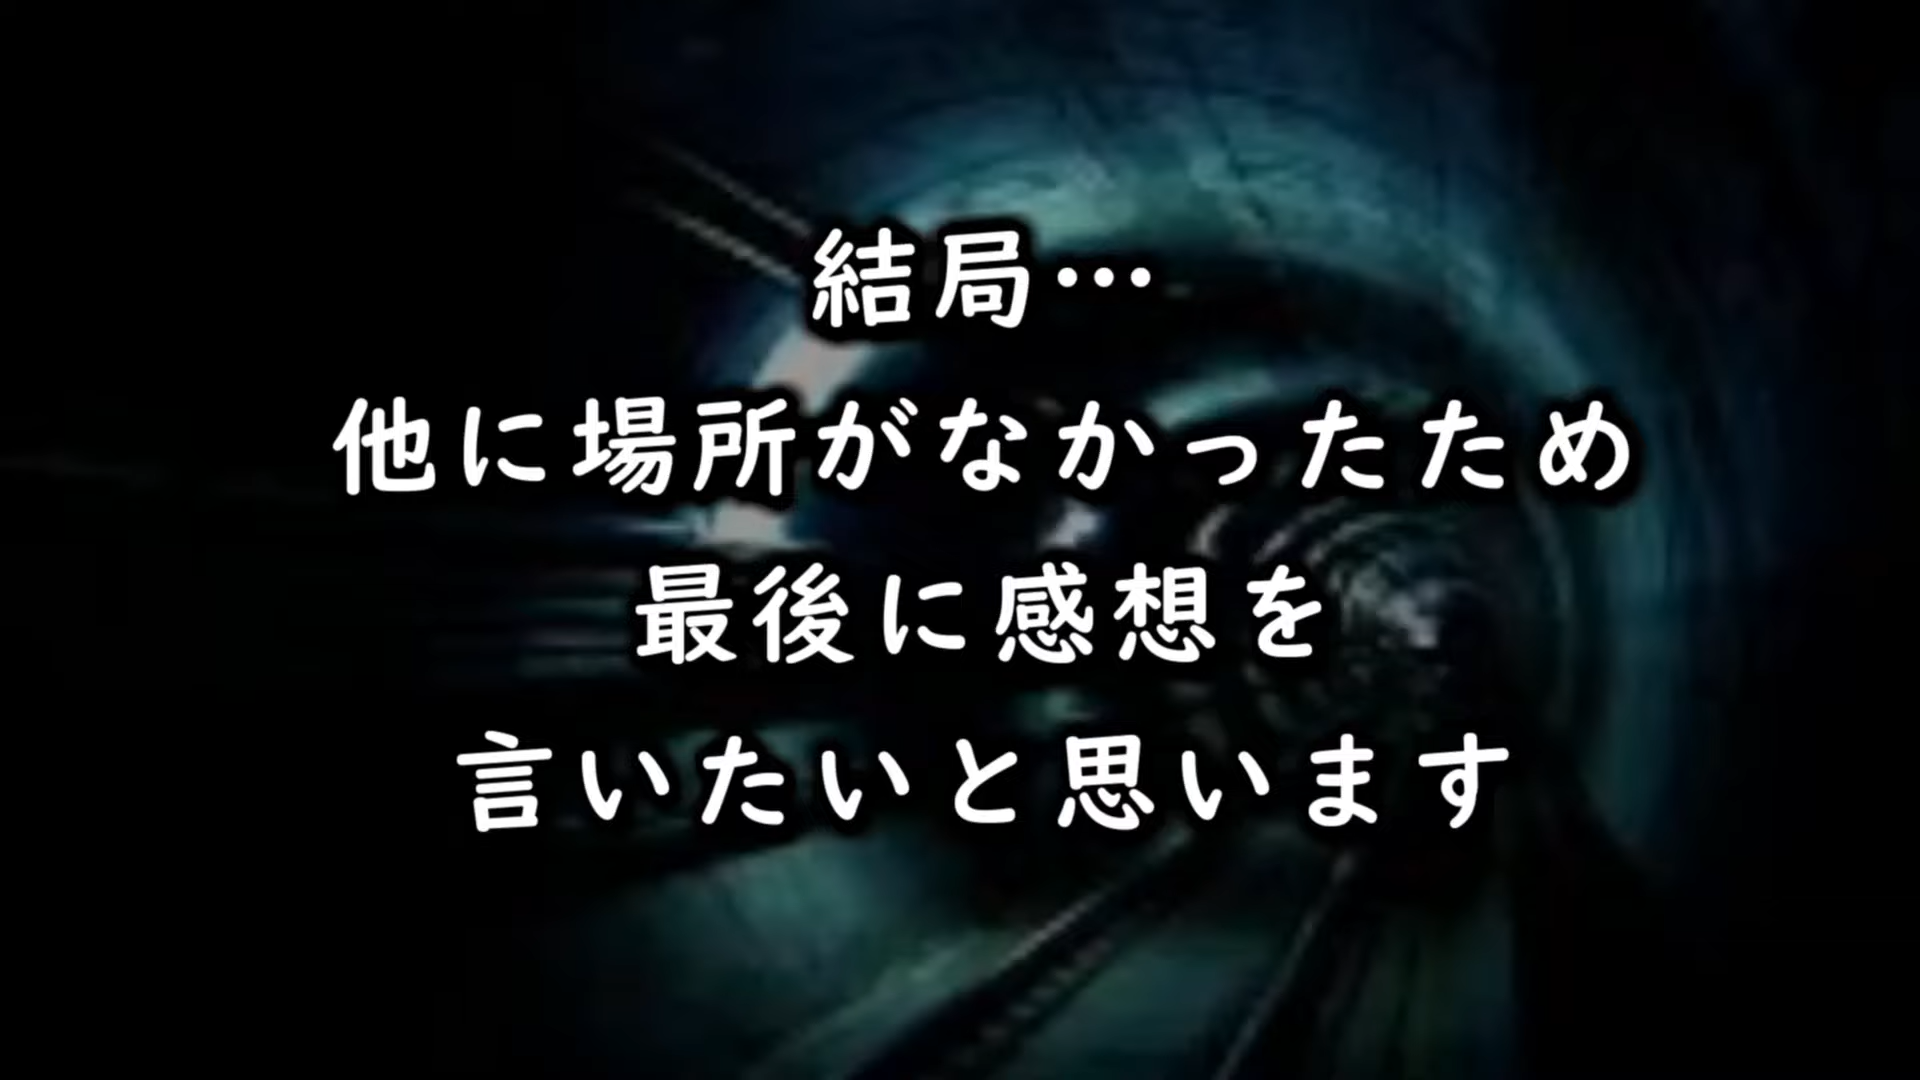 結局…
他に場所がなかったため
最後に感想を
言いたいと思います